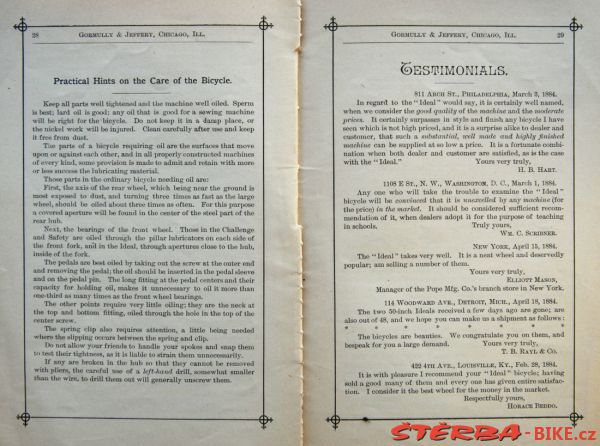 28
GORMULLY & JEFFERY, CHICAGO, ILL.
Practical Hints on the Care of the Bicycle.
Keep all parts well tightened and the machine well oiled. Sperm
is best; lard oil is good; any oil that is good for a sewing machine
will be right for the bicycle. Do not keep it in a damp place, or
the nickel work will be injured. Clean carefully after use and keep
it free from dust.
The parts of a bicycle requiring oil are the surfaces that move
upon or against each other, and in all properly constructed machines
of every kind, some provision is made to admit and retain with more
or less success the lubricating material.
Those parts in the ordinary bicycle needing oil are:
First, the axis of the rear wheel, which being near the ground is
most exposed to dust, and turning three times as fast as the large
wheel, should be oiled about three times as often. For this purpose
a covered aperture will be found in the center of the steel part of the
rear hub.
Next, the bearings of the front wheel. Those in the Challenge
and Safety are oiled through the pillar lubricators on each side of
the front fork, and in the Ideal, through apertures close to the hub,
inside of the fork.
The pedals are best oiled by taking out the screw at the outer end
and removing the pedal; the oil should be inserted in the pedal sleeve
and on the pedal pin. The long fitting at the pedal centers and their
capacity for holding oil, makes it unnecessary to oil it more than
one-third as many times as the front wheel bearings.
The other points require very little oiling; they are the neck at
the top and bottom fitting, oiled through the hole in the top of the
center screw.
The spring clip also requires attention, a little being needed
where the slipping occurs between the spring and clip.
Do not allow your friends to handle your spokes and snap them
to test their tightness, as it is liable to strain them unnecessarily.
If any are broken in the hub so that they cannot be removed
with pliers, the careful use of a left-hand drill, somewhat smaller
than the wire, to drill them out will generally unscrew them.
GORMULLY & JEFFERY, CHICAGO, ILL.
29
TESTIMONIALS.
811 ARCH ST., PHILADELPHIA, March 3, 1884.
In regard to the "Ideal" would say, it is certainly well named,
when we consider the good quality of the machine and the moderate
prices. It certainly surpasses in style and finish any bicycle I have
seen which is not high priced, and it is a surprise alike to dealer and
customer, that such a substantial, well made and highly finished
machine can be supplied at so low a price. It is a fortunate combi-
nation when both dealer and customer are satisfied, as is the case
with the "Ideal." Yours very truly,
H. B. HART.
1108 E ST., N. W., WASHINGTON, D. C., March 1, 1884.
Any one who will take the trouble to examine the "Ideal"
bicycle will be convinced that it is unexcelled by any machine (for
the price) in the market. It should be considered sufficient recom-
mendation of it, when dealers adopt it for the purpose of teaching
in schools. Truly yours,
WM. C. SCRIBNER.
NEW YORK, April 15, 1884.
The "Ideal" takes very well. It is a neat wheel and deservedly
popular; am selling a number of them.
Yours very truly,
ELLIOTT MASON,
Manager of the Pope Mfg. Co.'s branch store in New York.
114 WOODWARD AVE., DETROIT, MICH., April 18, 1884.
The two 50-inch Ideals received a few days ago are gone; are
also out of 48, and we hope you can make us a shipment as follows:
* * * * * * * * *
The bicycles are beauties. We congratulate you on them, and
bespeak for you a large demand. Yours very truly,
T. B. RAYL & CO.
422 4TH AVE., LOUISVILLE, KY., Feb. 28, 1884.
It is with pleasure I recommend your "Ideal" bicycle; having
sold a good many of them and every one has given entire satisfac-
tion. I consider it the best wheel for the money in the market.
Respectfully yours,
HORACE BEDDO.
ŠTĚRBA-BIKE.cz